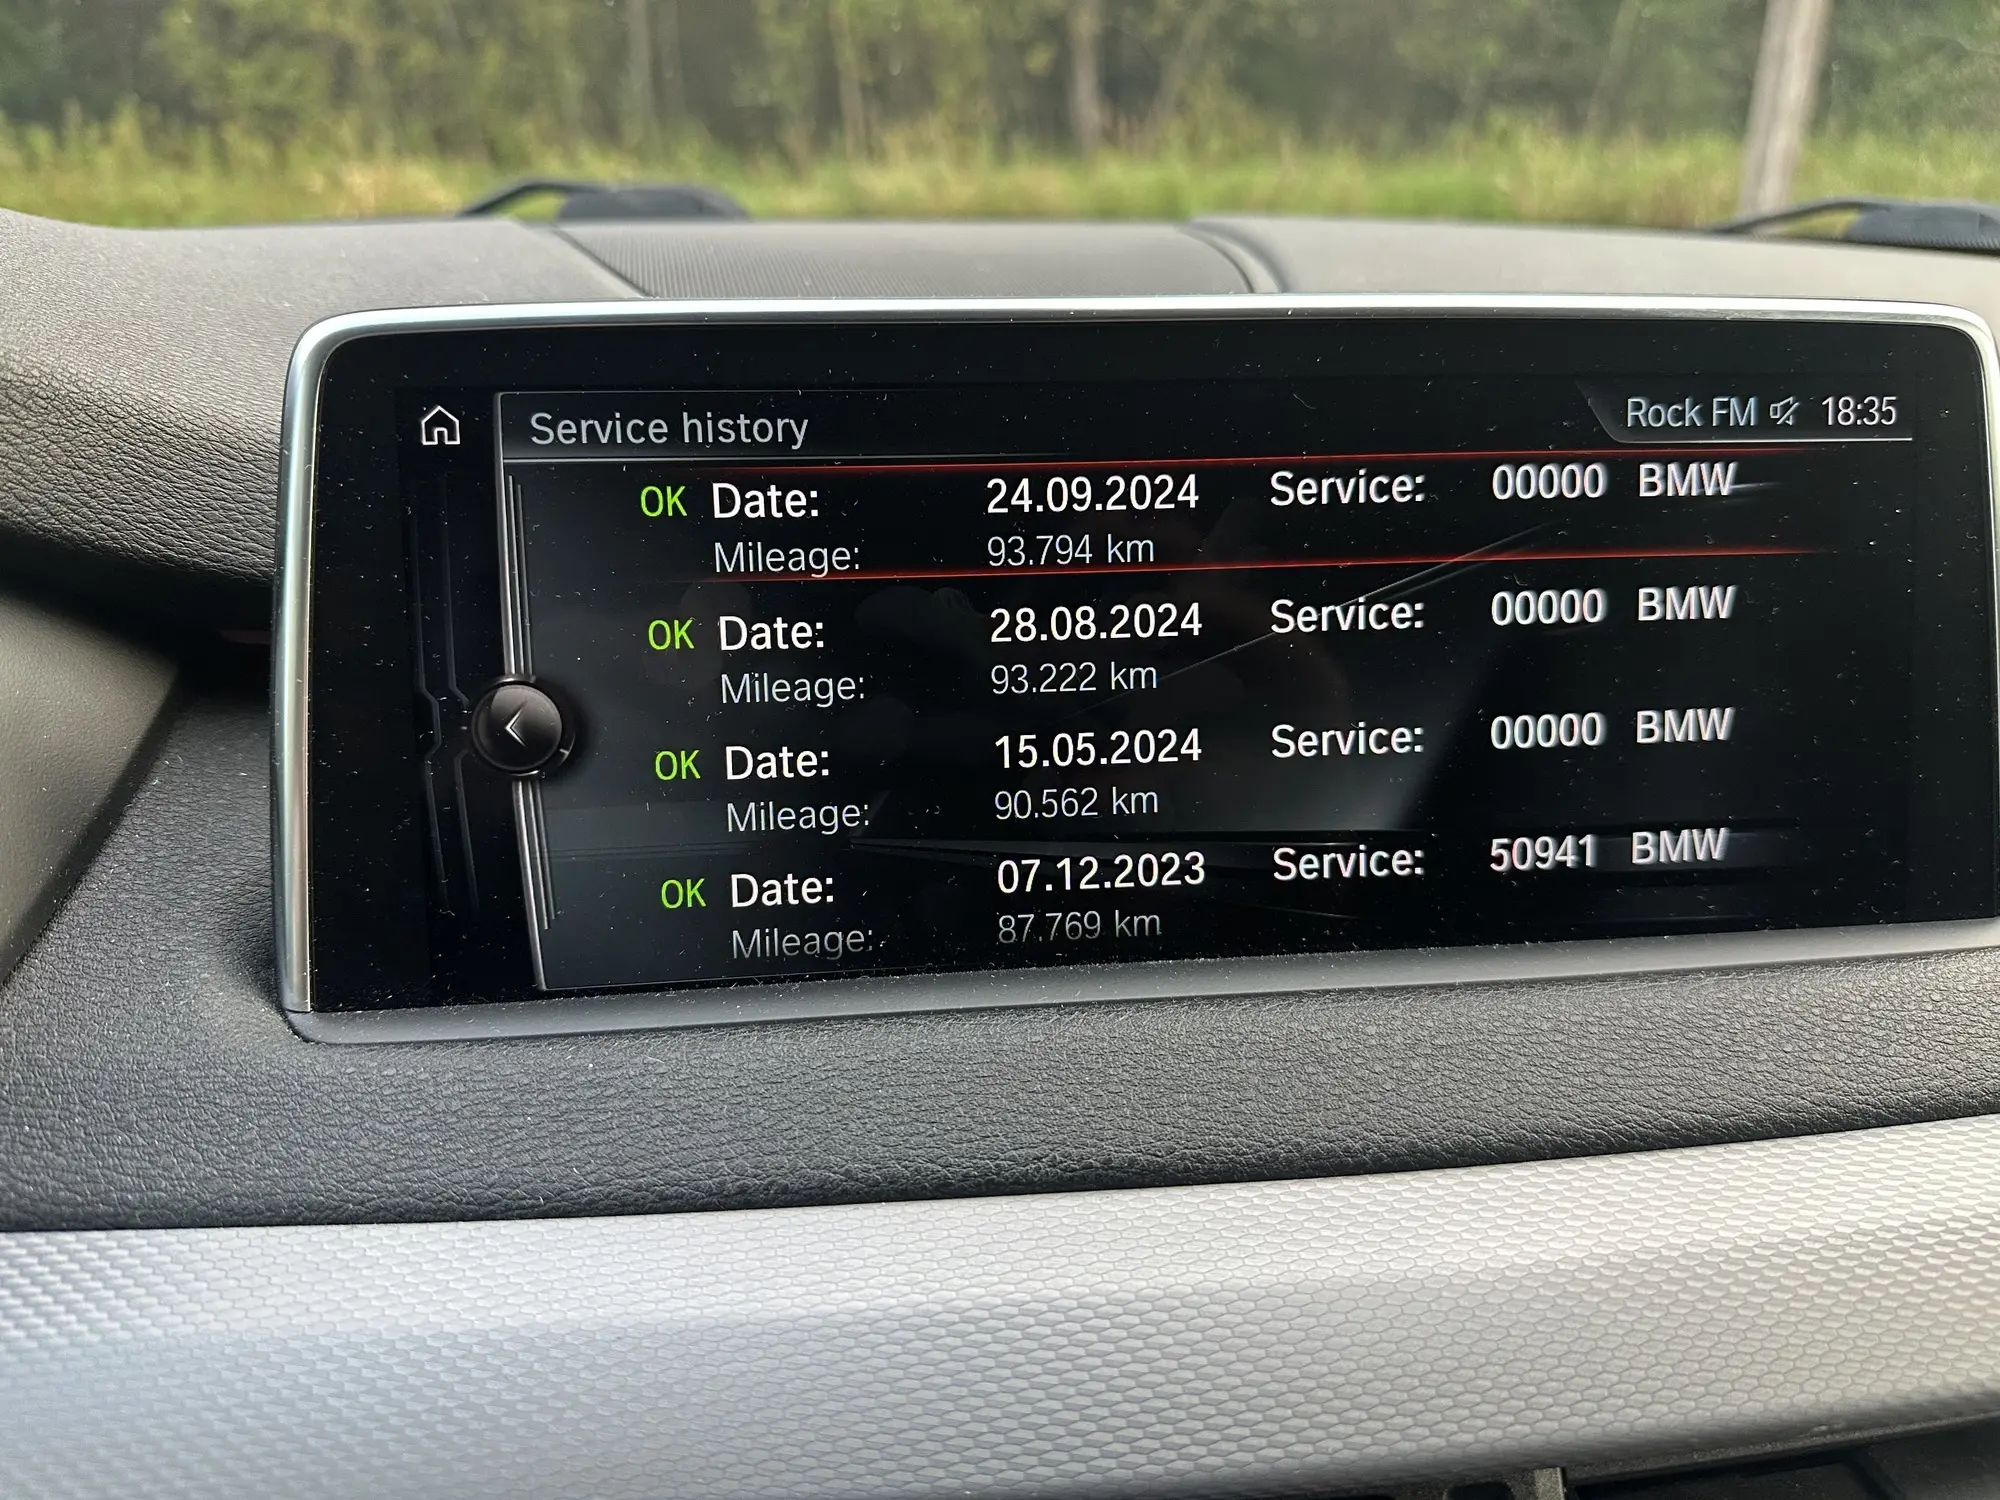 Service history
Rock FM 18:35
OK Date: 24.09.2024 Service: 00000 BMW
Mileage: 93.794 km
OK Date: 28.08.2024 Service: 00000 BMW
Mileage: 93.222 km
OK Date: 15.05.2024 Service: 00000 BMW
Mileage: 90.562 km
OK Date: 07.12.2023 Service: 50941 BMW
Mileage: 87.769 km